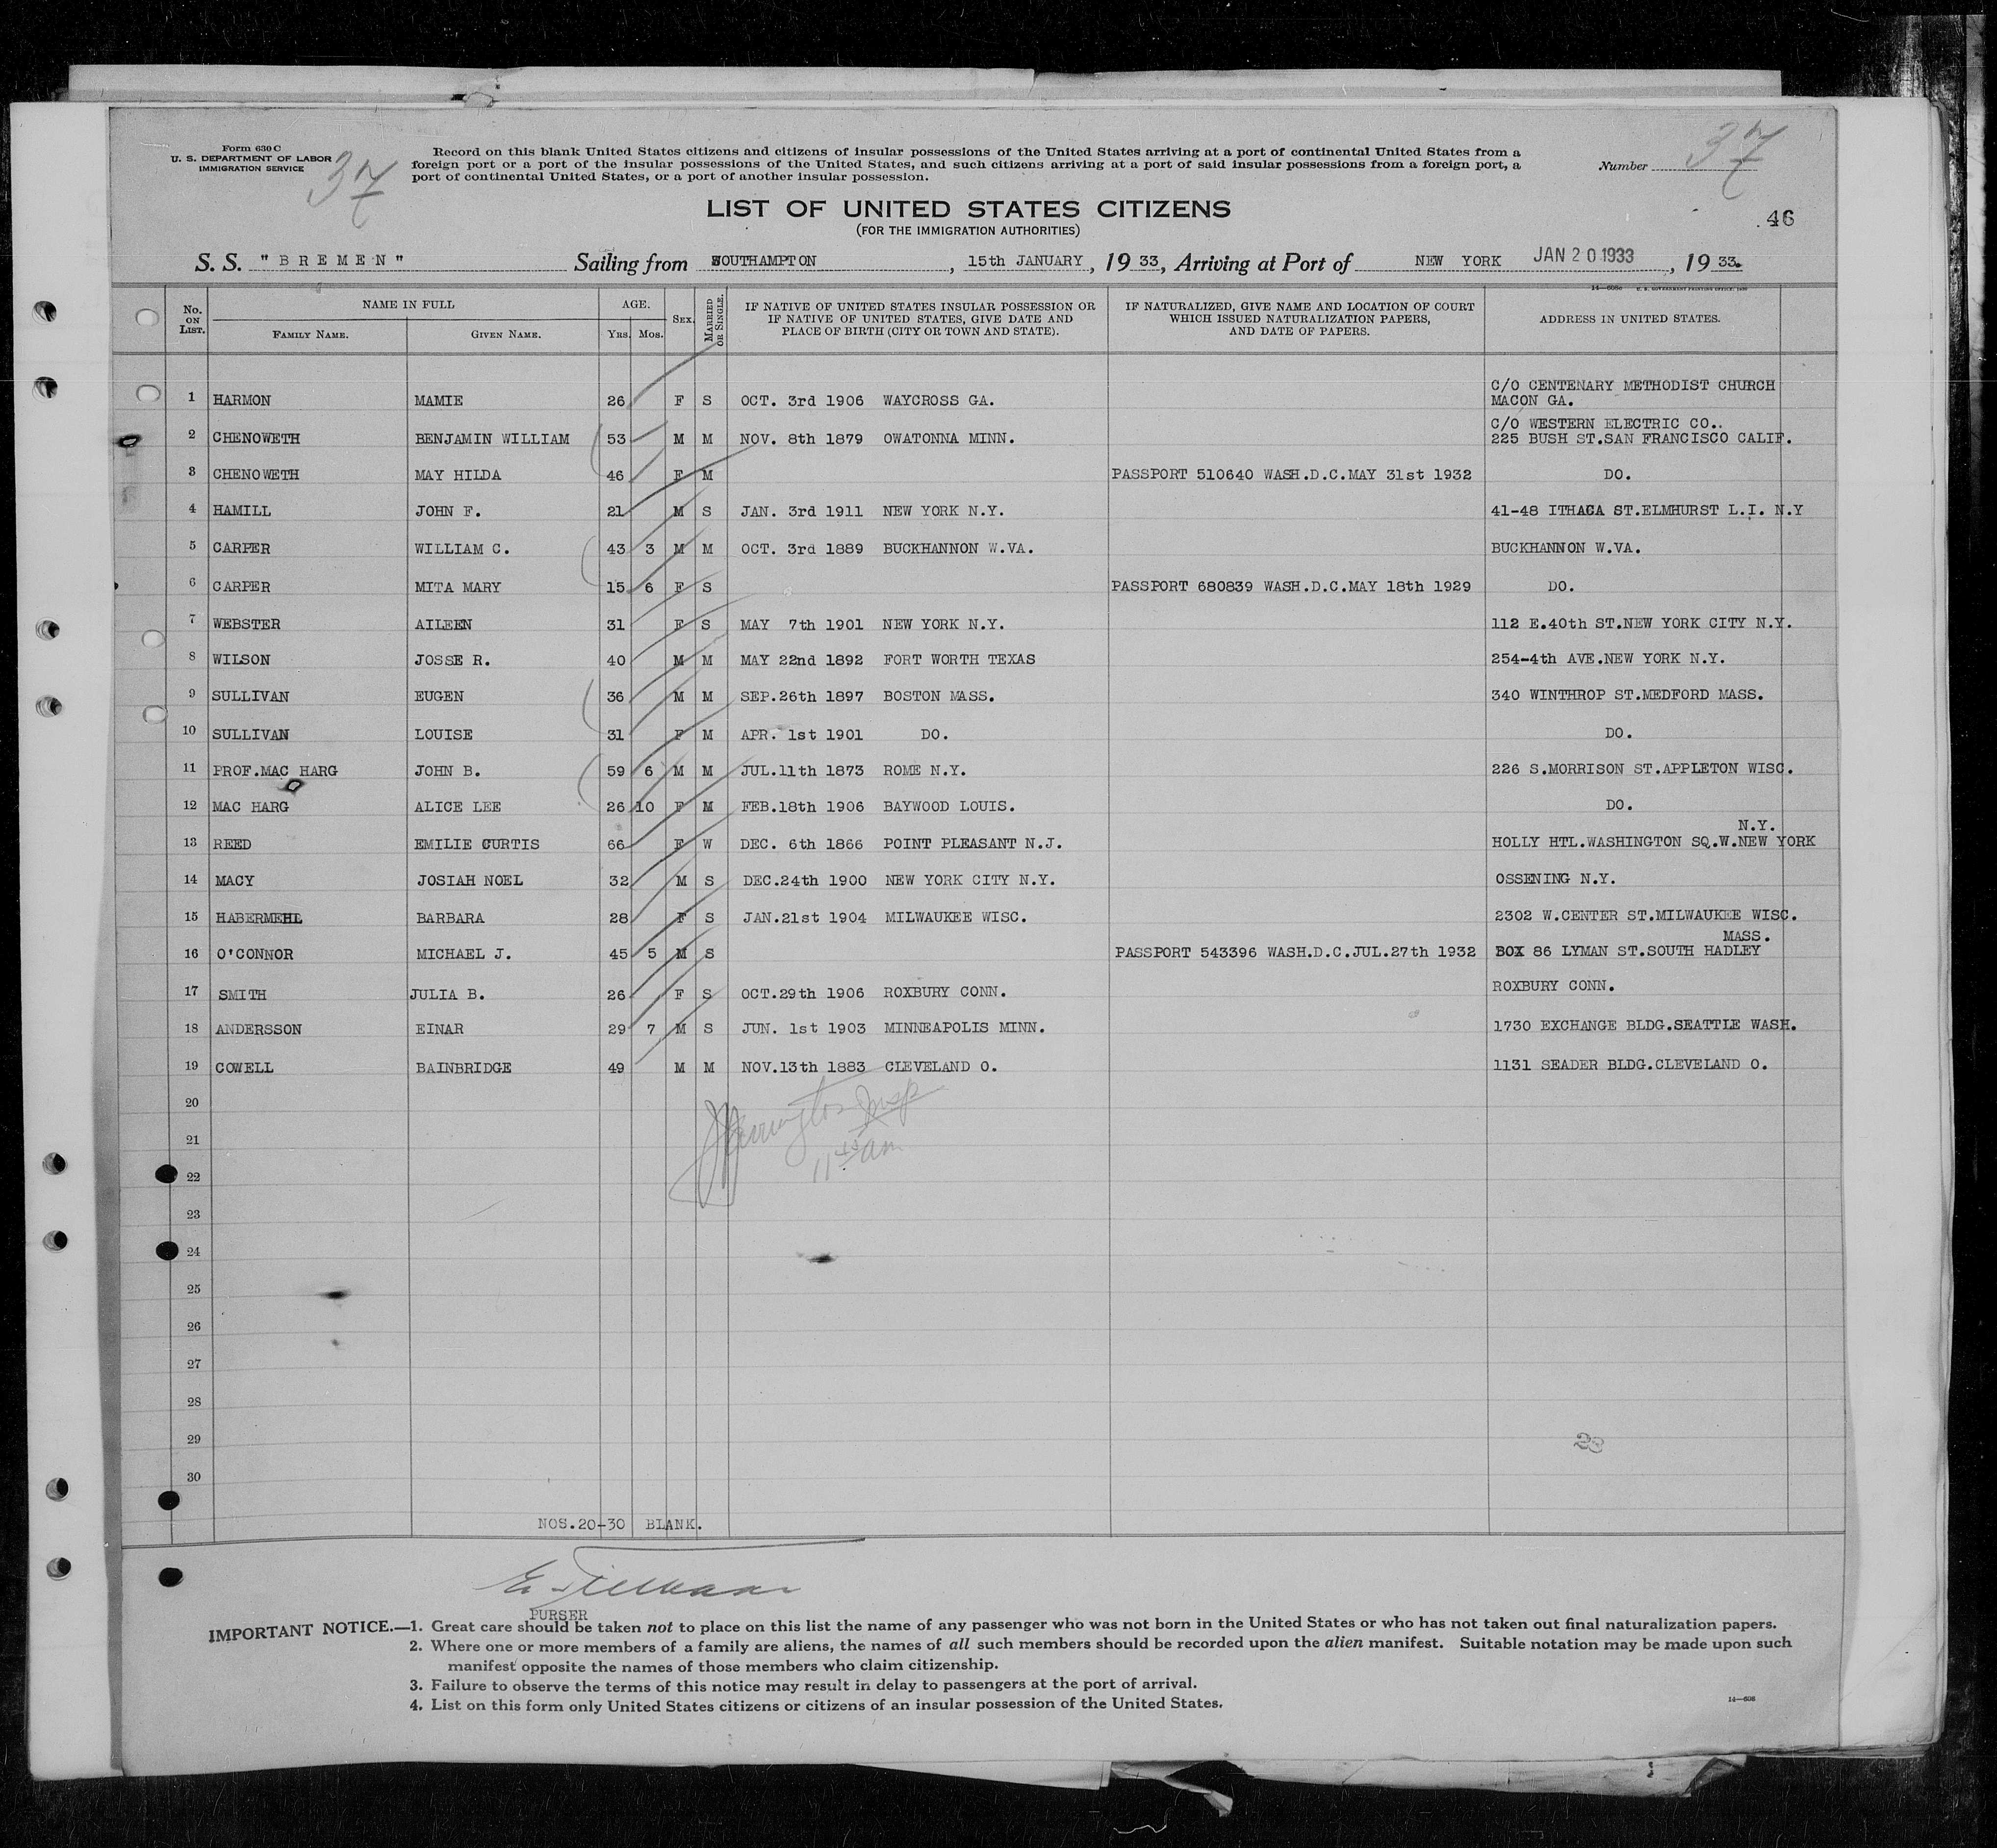 Form 630 C
U. S. DEPARTMENT OF LABOR
IMMIGRATION SERVICE
37
Record on this blank United States citizens and citizens of insular possessions of the United States arriving at a port of continental United States from a
foreign port or a port of the insular possessions of the United States, and such citizens arriving at a port of said insular possessions from a foreign port, a
port of continental United States, or a port of another insular possession.
Number 37
46
LIST OF UNITED STATES CITIZENS
(FOR THE IMMIGRATION AUTHORITIES)
S. S. "BREMEN" Sailing from SOUTHAMPTON, 15th JANUARY, 1933, Arriving at Port of NEW YORK JAN 20 1933, 1933.
No. ON LIST. NAME IN FULL FAMILY NAME. GIVEN NAME. AGE. YRS. MOS. SEX. MARRIED OR SINGLE. IF NATIVE OF UNITED STATES INSULAR POSSESSION OR IF NATIVE OF UNITED STATES, GIVE DATE AND PLACE OF BIRTH (CITY OR TOWN AND STATE). IF NATURALIZED, GIVE NAME AND LOCATION OF COURT WHICH ISSUED NATURALIZATION PAPERS, AND DATE OF PAPERS. ADDRESS IN UNITED STATES.
C/O CENTENARY METHODIST CHURCH
1 HARMON MAMIE 26 F S OCT. 3rd 1906 WAYCROSS GA. MACON GA.
C/O WESTERN ELECTRIC CO..
2 CHENOWETH BENJAMIN WILLIAM 53 M M NOV. 8th 1879 OWATONNA MINN. 225 BUSH ST.SAN FRANCISCO CALIF.
3 CHENOWETH MAY HILDA 46 F M PASSPORT 510640 WASH.D.C.MAY 31st 1932 DO.
4 HAMILL JOHN F. 21 M S JAN. 3rd 1911 NEW YORK N.Y. 41-48 ITHACA ST.ELMHURST L.I. N.Y
5 CARPER WILLIAM C. 43 3 M M OCT. 3rd 1889 BUCKHANNON W.VA. BUCKHANNON W.VA.
6 CARPER MITA MARY 15 6 F S PASSPORT 680839 WASH.D.C.MAY 18th 1929 DO.
7 WEBSTER AILEEN 31 F S MAY 7th 1901 NEW YORK N.Y. 112 E.40th ST.NEW YORK CITY N.Y.
8 WILSON JOSSE R. 40 M M MAY 22nd 1892 FORT WORTH TEXAS 254-4th AVE.NEW YORK N.Y.
9 SULLIVAN EUGEN 36 M M SEP.26th 1897 BOSTON MASS. 340 WINTHROP ST.MEDFORD MASS.
10 SULLIVAN LOUISE 31 F M APR. 1st 1901 DO. DO.
11 PROF.MAC HARG JOHN B. 59 6 M M JUL.11th 1873 ROME N.Y. 226 S.MORRISON ST.APPLETON WISC.
12 MAC HARG ALICE LEE 26 10 F M FEB.18th 1906 BAYWOOD LOUIS. DO.
N.Y.
13 REED EMILIE CURTIS 66 F W DEC. 6th 1866 POINT PLEASANT N.J. HOLLY HTL.WASHINGTON SQ.W.NEW YORK
14 MACY JOSIAH NOEL 32 M S DEC.24th 1900 NEW YORK CITY N.Y. OSSENING N.Y.
15 HABERMEHL BARBARA 28 F S JAN.21st 1904 MILWAUKEE WISC. 2302 W.CENTER ST.MILWAUKEE WISC.
MASS.
16 O'CONNOR MICHAEL J. 45 5 M S PASSPORT 543396 WASH.D.C.JUL.27th 1932 BOX 86 LYMAN ST.SOUTH HADLEY
17 SMITH JULIA B. 26 F S OCT.29th 1906 ROXBURY CONN. ROXBURY CONN.
18 ANDERSSON EINAR 29 7 M S JUN. 1st 1903 MINNEAPOLIS MINN. 1730 EXCHANGE BLDG.SEATTLE WASH.
19 COWELL BAINBRIDGE 49 M M NOV.13th 1883 CLEVELAND O. 1131 SEADER BLDG.CLEVELAND O.
20
Insp
21
11 45 am
22
23
24
25
26
27
28
29
30
NOS.20-30 BLANK.
PURSER
IMPORTANT NOTICE.—1. Great care should be taken not to place on this list the name of any passenger who was not born in the United States or who has not taken out final naturalization papers.
2. Where one or more members of a family are aliens, the names of all such members should be recorded upon the alien manifest. Suitable notation may be made upon such
manifest opposite the names of those members who claim citizenship.
3. Failure to observe the terms of this notice may result in delay to passengers at the port of arrival.
4. List on this form only United States citizens or citizens of an insular possession of the United States.